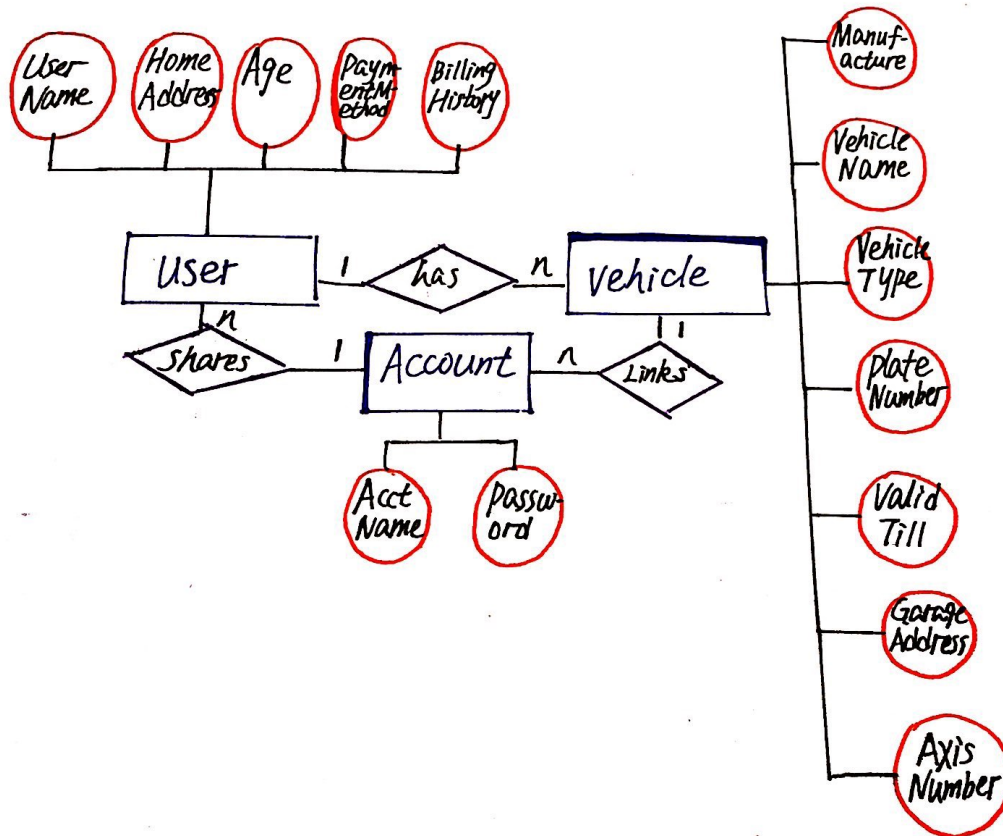 User
Name
Home
Address
Age
Paym-
entM-
ethod
Billing
History
Manuf-
acture
Vehicle
Name
Vehicle
Type
Plate
Number
Valid
Till
Garage
Address
Axis
Number
User
1
has
n
Vehicle
n
shares
1
Account
n
Links
1
Acct
Name
Passw-
ord